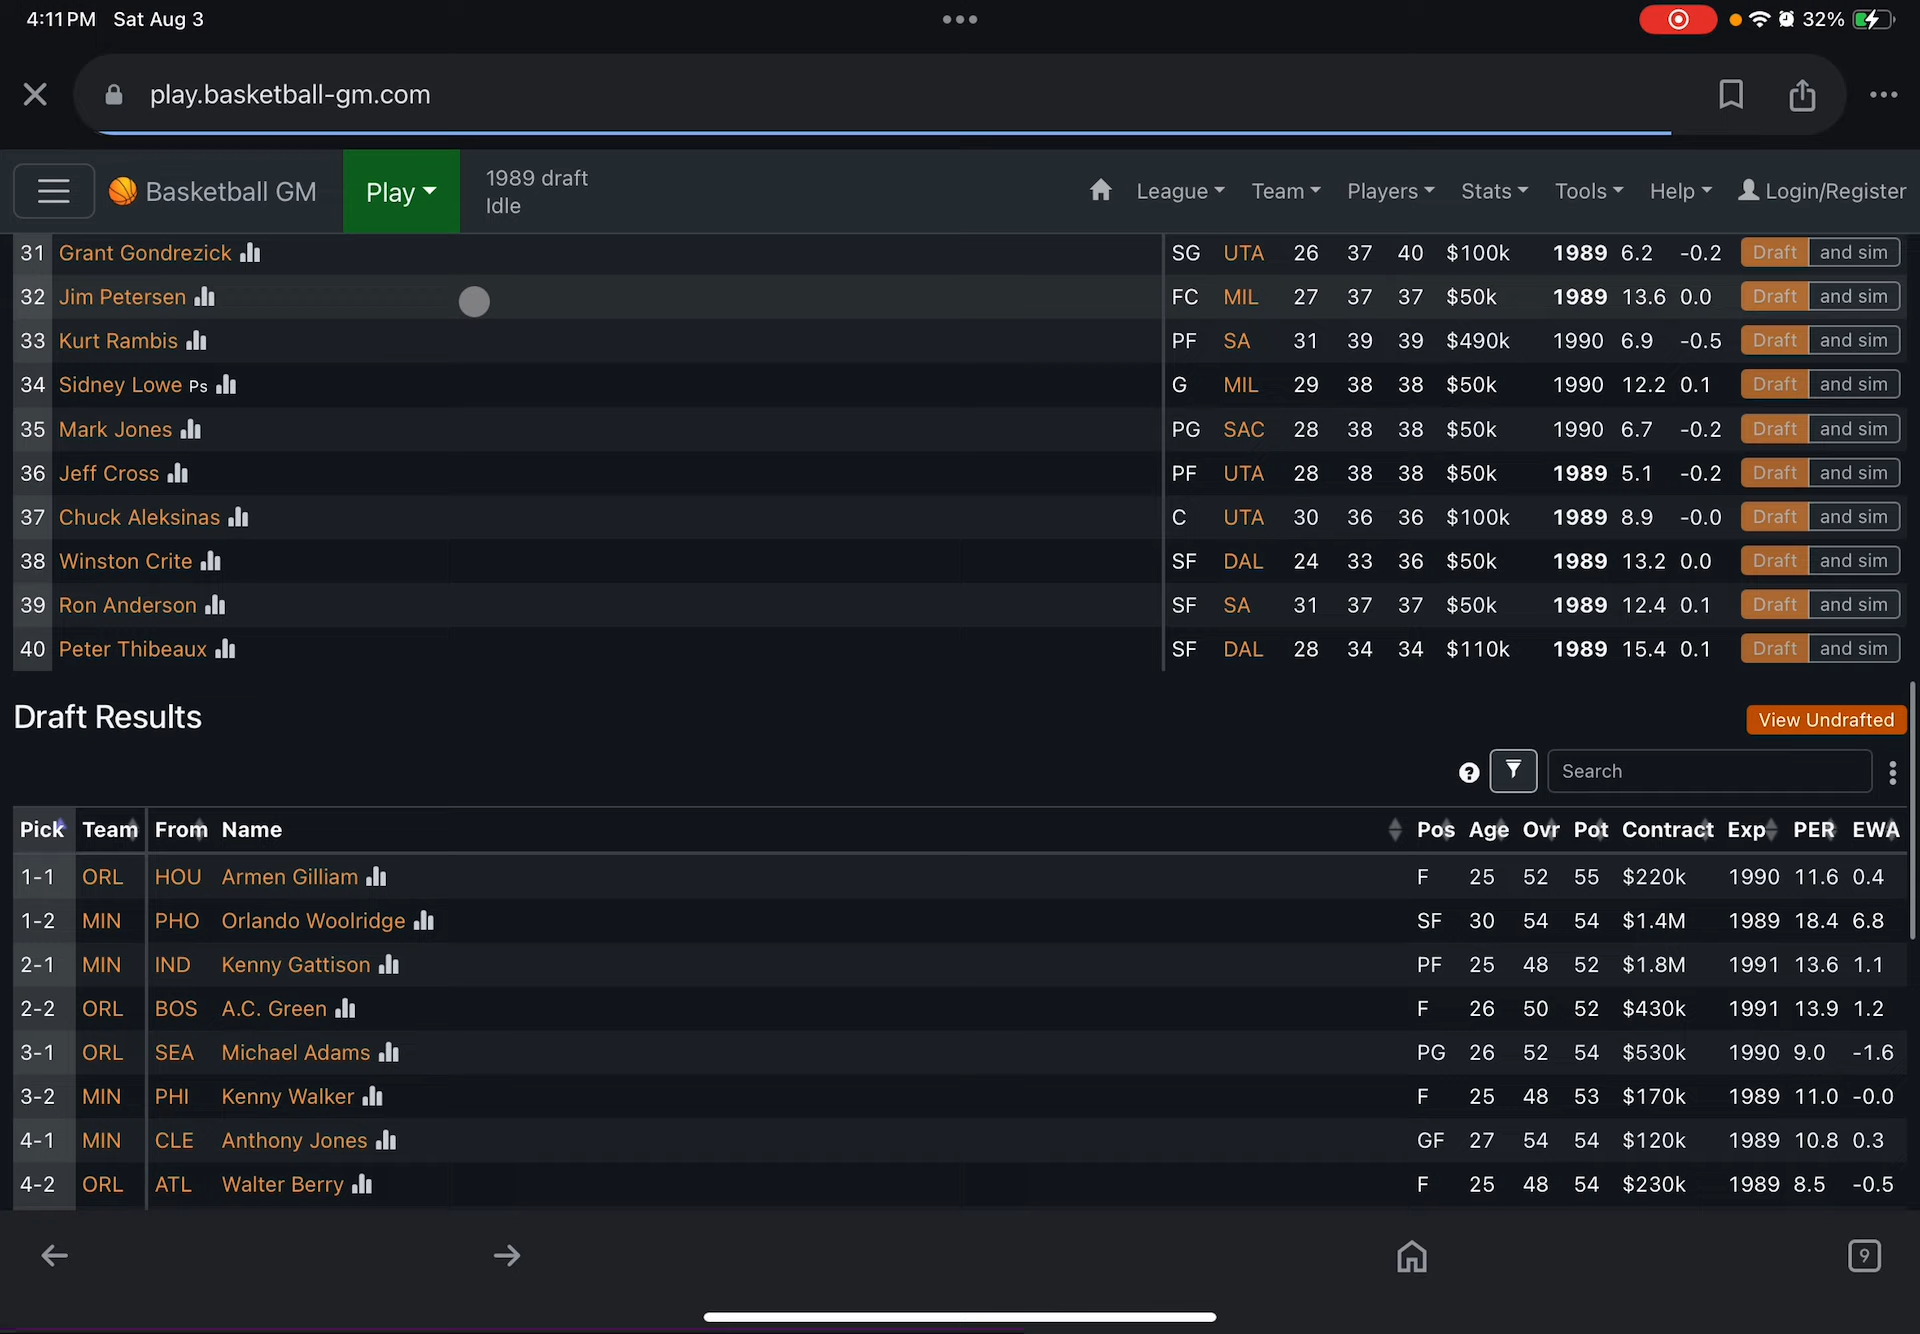 4:11 PM Sat Aug 3
32%
play.basketball-gm.com
Basketball GM
Play
1989 draft
Idle
League Team Players Stats Tools Help Login/Register
31 Grant Gondrezick SG UTA 26 37 40 $100k 1989 6.2 -0.2 Draft and sim
32 Jim Petersen FC MIL 27 37 37 $50k 1989 13.6 0.0 Draft and sim
33 Kurt Rambis PF SA 31 39 39 $490k 1990 6.9 -0.5 Draft and sim
34 Sidney Lowe Ps G MIL 29 38 38 $50k 1990 12.2 0.1 Draft and sim
35 Mark Jones PG SAC 28 38 38 $50k 1990 6.7 -0.2 Draft and sim
36 Jeff Cross PF UTA 28 38 38 $50k 1989 5.1 -0.2 Draft and sim
37 Chuck Aleksinas C UTA 30 36 36 $100k 1989 8.9 -0.0 Draft and sim
38 Winston Crite SF DAL 24 33 36 $50k 1989 13.2 0.0 Draft and sim
39 Ron Anderson SF SA 31 37 37 $50k 1989 12.4 0.1 Draft and sim
40 Peter Thibeaux SF DAL 28 34 34 $110k 1989 15.4 0.1 Draft and sim
Draft Results
View Undrafted
? Search
Pick Team From Name Pos Age Ovr Pot Contract Exp PER EWA
1-1 ORL HOU Armen Gilliam F 25 52 55 $220k 1990 11.6 0.4
1-2 MIN PHO Orlando Woolridge SF 30 54 54 $1.4M 1989 18.4 6.8
2-1 MIN IND Kenny Gattison PF 25 48 52 $1.8M 1991 13.6 1.1
2-2 ORL BOS A.C. Green F 26 50 52 $430k 1991 13.9 1.2
3-1 ORL SEA Michael Adams PG 26 52 54 $530k 1990 9.0 -1.6
3-2 MIN PHI Kenny Walker F 25 48 53 $170k 1989 11.0 -0.0
4-1 MIN CLE Anthony Jones GF 27 54 54 $120k 1989 10.8 0.3
4-2 ORL ATL Walter Berry F 25 48 54 $230k 1989 8.5 -0.5
9